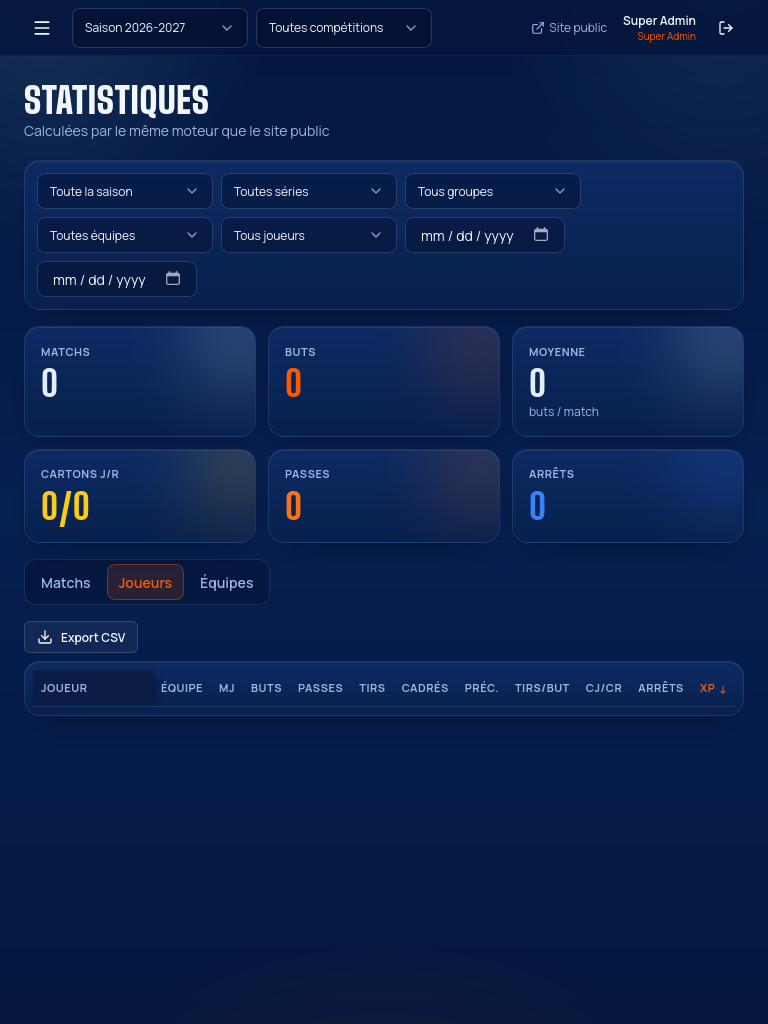 Saison 2026-2027 Toutes compétitions Site public Super Admin
Super Admin
STATISTIQUES
Calculées par le même moteur que le site public
Toute la saison Toutes séries Tous groupes
Toutes équipes Tous joueurs mm / dd / yyyy
mm / dd / yyyy
MATCHS BUTS MOYENNE
0 0 0
buts / match
CARTONS J/R PASSES ARRÊTS
0/0 0 0
Matchs Joueurs Équipes
Export CSV
JOUEUR ÉQUIPE MJ BUTS PASSES TIRS CADRÉS PRÉC. TIRS/BUT CJ/CR ARRÊTS XP ↓